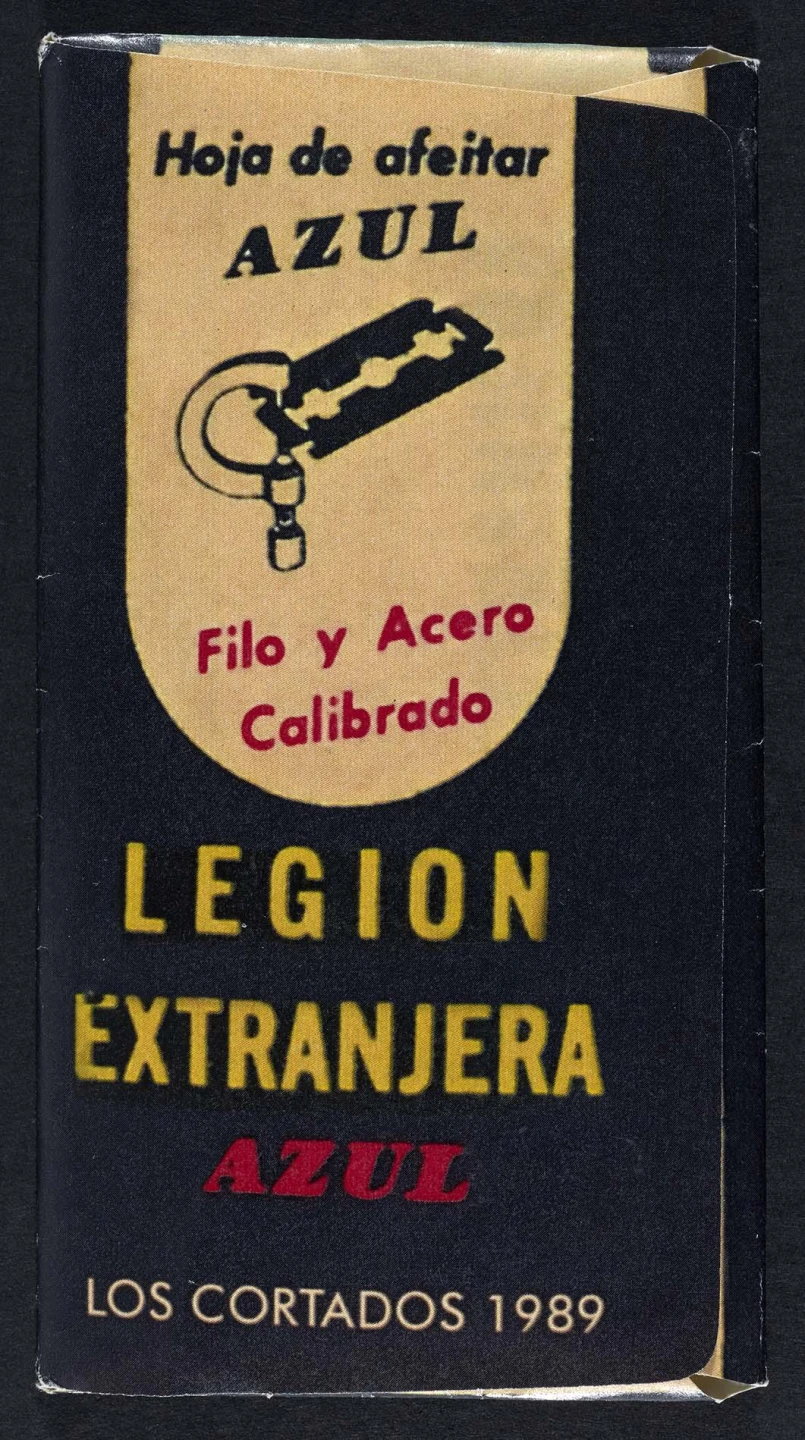 Hoja de afeitar
AZUL
Filo y Acero
Calibrado
LEGION
EXTRANJERA
AZUL
LOS CORTADOS 1989